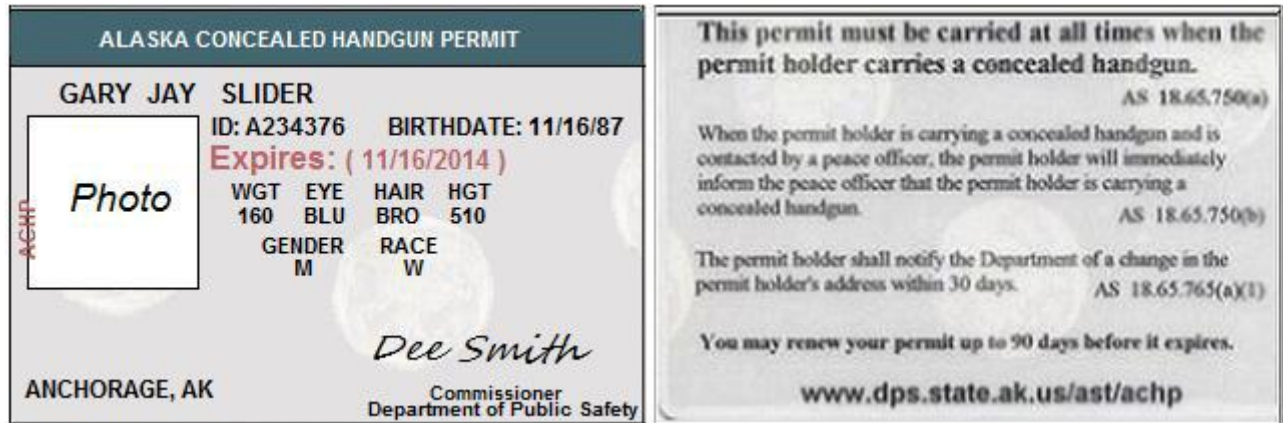 ALASKA CONCEALED HANDGUN PERMIT
GARY JAY SLIDER
ID: A234376 BIRTHDATE: 11/16/87
Expires: ( 11/16/2014 )
WGT EYE HAIR HGT
160 BLU BRO 510
GENDER RACE
M W
Photo
ACHP
Dee Smith
ANCHORAGE, AK
Commissioner
Department of Public Safety
This permit must be carried at all times when the
permit holder carries a concealed handgun.
AS 18.65.750(a)
When the permit holder is carrying a concealed handgun and is
contacted by a peace officer, the permit holder will immediately
inform the peace officer that the permit holder is carrying a
concealed handgun.
AS 18.65.750(b)
The permit holder shall notify the Department of a change in the
permit holder's address within 30 days.
AS 18.65.765(a)(1)
You may renew your permit up to 90 days before it expires.
www.dps.state.ak.us/ast/achp